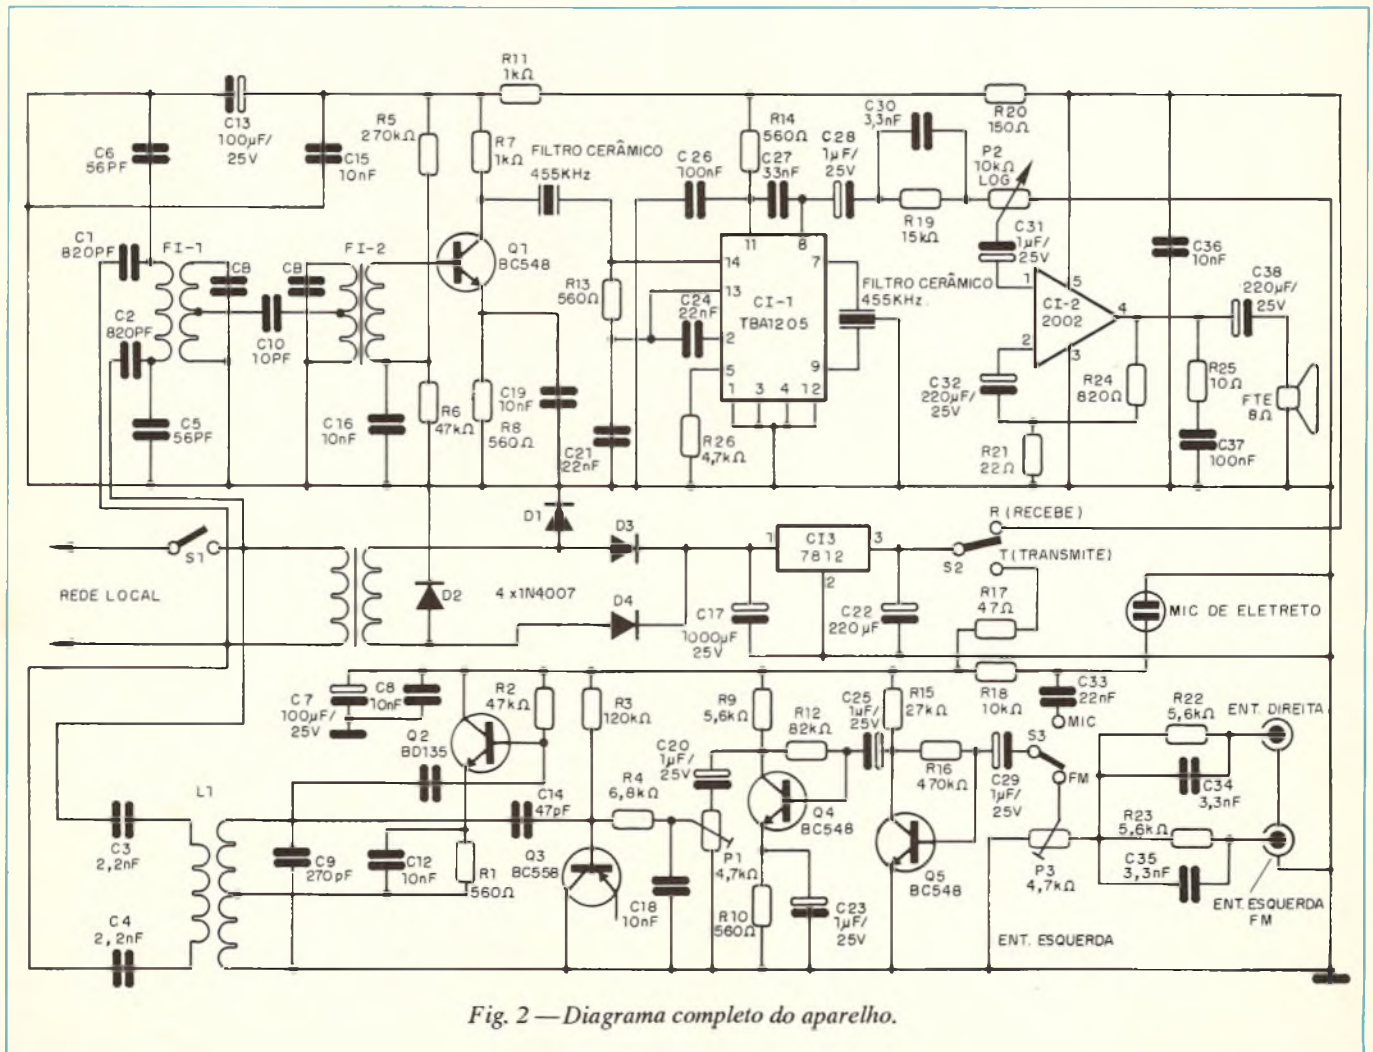 R11
1kΩ
C13
100µF/
25V
C6
56PF
C15
10nF
R5
270kΩ
R7
1kΩ
FILTRO CERÂMICO
455KHz
C26
100nF
R14
560Ω
C27
33nF
C28
1µF/
25V
C30
3,3nF
R19
15kΩ
R20
150Ω
P2
10kΩ
LOG
C31
1µF/
25V
C36
10nF
C38
220µF/
25V
C1
820PF
FI-1
CB
CB
FI-2
Q1
BC548
R13
560Ω
C24
22nF
11
8
14
7
13
CI-1
TBA1205
2
5
9
1
3
4
12
FILTRO CERÂMICO
455KHz.
1
5
CI-2
2002
4
2
3
C2
820PF
C10
10PF
C5
56PF
C16
10nF
R6
47kΩ
C19
10nF
R8
560Ω
C21
22nF
R26
4,7kΩ
C32
220µF/
25V
R21
22Ω
R24
820Ω
R25
10Ω
C37
100nF
FTE
8Ω
S1
REDE LOCAL
D1
D3
D2
4 x1N4007
D4
C17
1000µF
25V
1
CI3
7812
3
2
C22
220µF
S2
R (RECEBE)
T(TRANSMITE)
R17
47Ω
MIC DE ELETRETO
C7
100µF/
25V
C8
10nF
Q2
BD135
R2
47kΩ
R3
120kΩ
R9
5,6kΩ
R12
82kΩ
C25
1µF/
25V
R15
27kΩ
R18
10kΩ
C33
22nF
MIC
R22
5,6kΩ
ENT. DIREITA
C20
1µF/
25V
R16
470kΩ
C29
1µF/
25V
S3
FM
C34
3,3nF
L1
C14
47pF
R4
6,8kΩ
Q4
BC548
R23
5,6kΩ
C3
2,2nF
C9
270pF
C12
10nF
R1
560Ω
Q3
BC558
C18
10nF
P1
4,7kΩ
Q5
BC548
P3
4,7kΩ
C35
3,3nF
C4
2,2nF
R10
560Ω
C23
1µF/
25V
ENT. ESQUERDA
ENT. ESQUERDA
FM
Fig. 2 — Diagrama completo do aparelho.